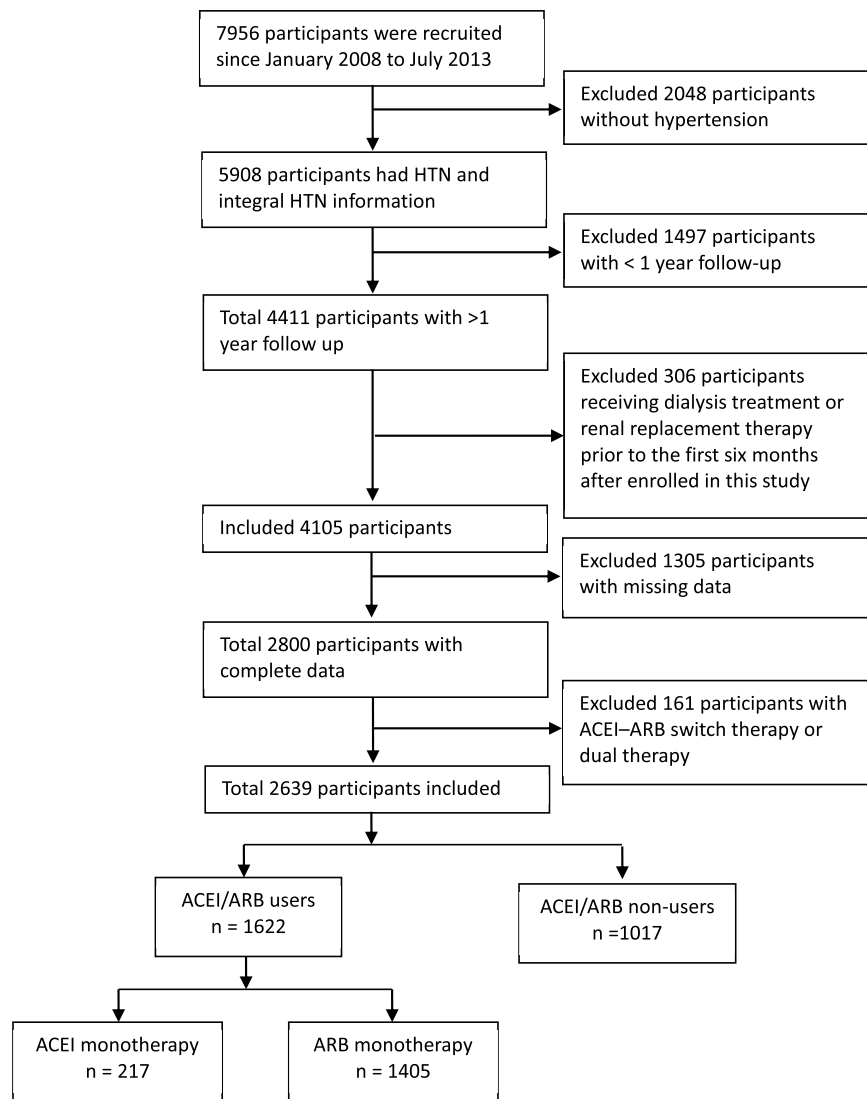 7956 participants were recruited
since January 2008 to July 2013
Excluded 2048 participants
without hypertension
5908 participants had HTN and
integral HTN information
Excluded 1497 participants
with < 1 year follow-up
Total 4411 participants with >1
year follow up
Excluded 306 participants
receiving dialysis treatment or
renal replacement therapy
prior to the first six months
after enrolled in this study
Included 4105 participants
Excluded 1305 participants
with missing data
Total 2800 participants with
complete data
Excluded 161 participants with
ACEI–ARB switch therapy or
dual therapy
Total 2639 participants included
ACEI/ARB users
n = 1622
ACEI/ARB non-users
n =1017
ACEI monotherapy
n = 217
ARB monotherapy
n = 1405